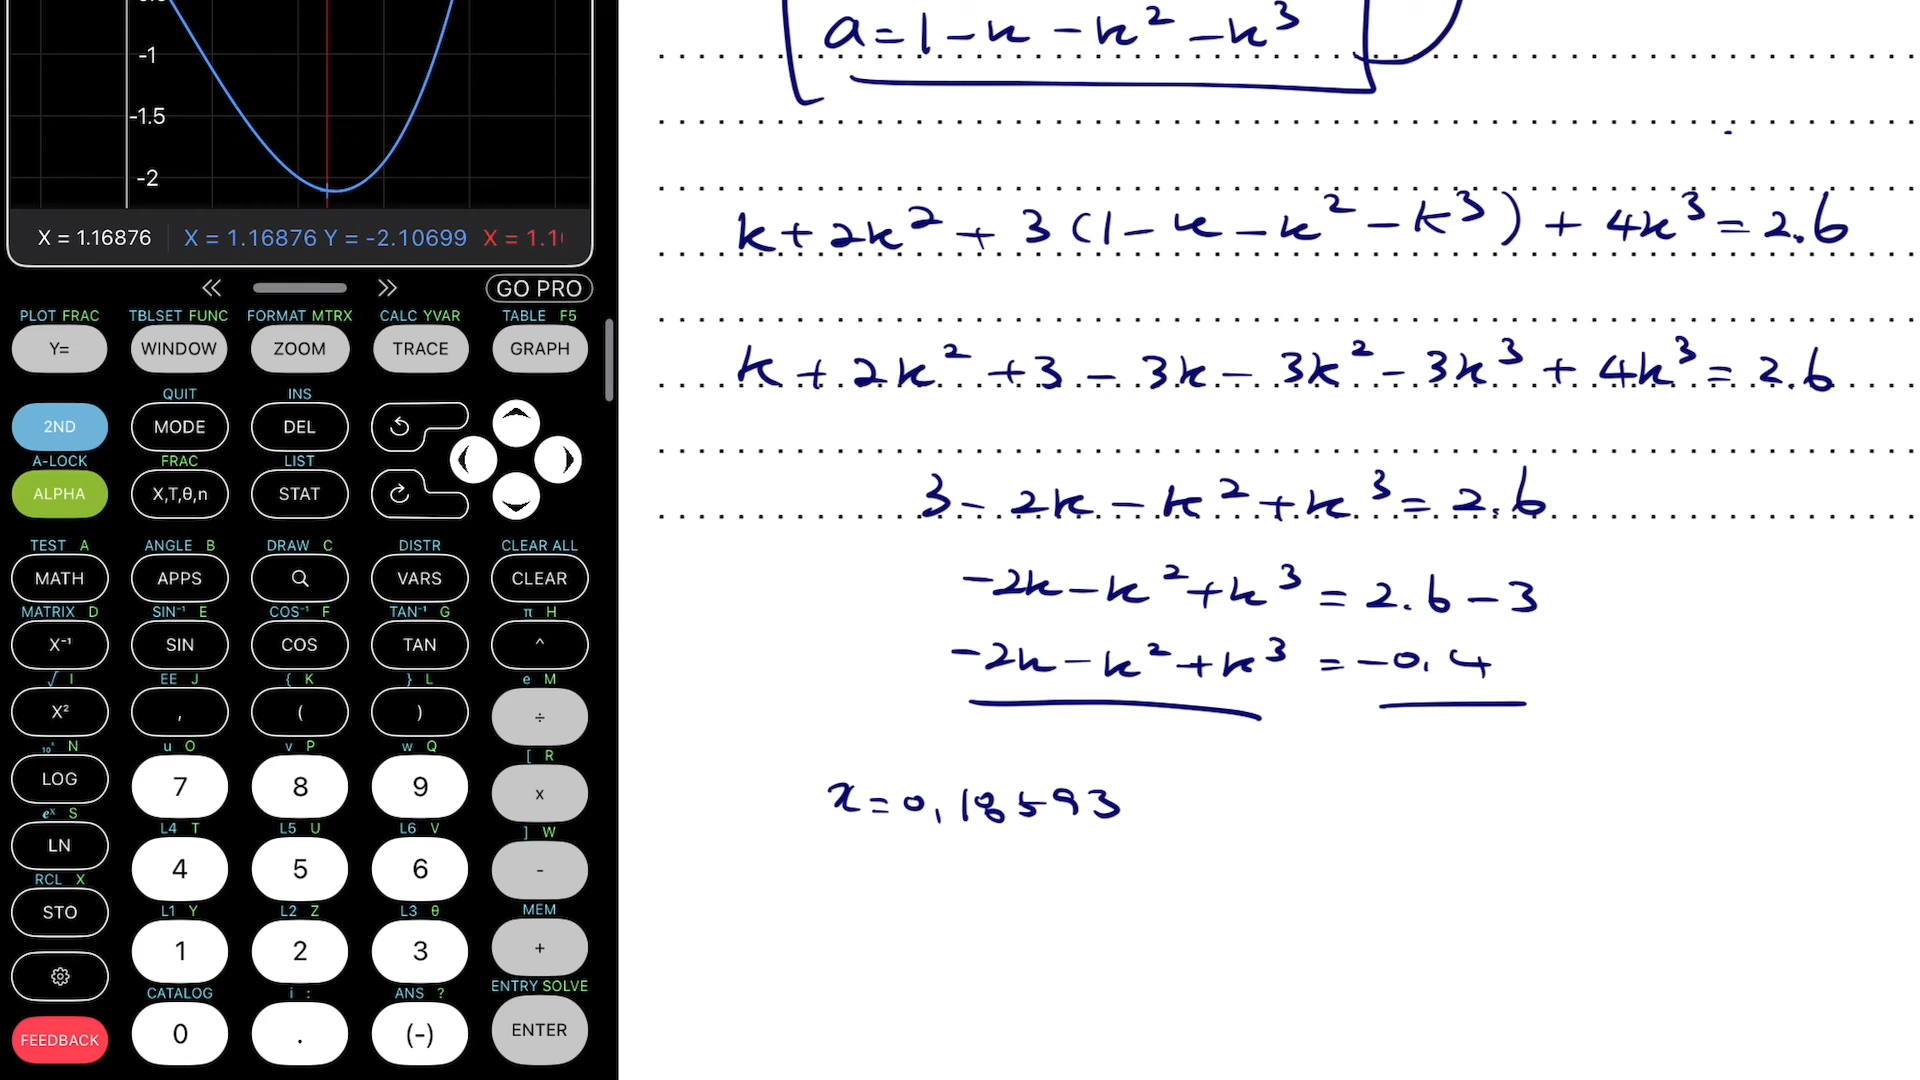 -1
-1.5
-2
X = 1.16876 X = 1.16876 Y = -2.10699
GO PRO
PLOT FRAC TBLSET FUNC FORMAT MTRX CALC YVAR TABLE F5
Y= WINDOW ZOOM TRACE GRAPH
QUIT INS
2ND MODE DEL
A-LOCK FRAC LIST
ALPHA X,T,θ,n STAT
TEST A ANGLE B DRAW C DISTR CLEAR ALL
MATH APPS VARS CLEAR
MATRIX D SIN⁻¹ E COS⁻¹ F TAN⁻¹ G π H
X⁻¹ SIN COS TAN ^
√ I EE J { K } L e M
X² , ( ) ÷
10ˣ N u O v P w Q [ R
LOG 7 8 9 x
eˣ S L4 T L5 U L6 V ] W
LN 4 5 6 -
RCL X L1 Y L2 Z L3 θ MEM
STO 1 2 3 +
CATALOG i : ANS ? ENTRY SOLVE
FEEDBACK 0 . (-) ENTER
a = 1 - k - k² - k³
k + 2k² + 3 (1 - k - k² - k³) + 4k³ = 2.6
k + 2k² + 3 - 3k - 3k² - 3k³ + 4k³ = 2.6
3 - 2k - k² + k³ = 2.6
-2k - k² + k³ = 2.6 - 3
-2k - k² + k³ = -0.4
x = 0.18593